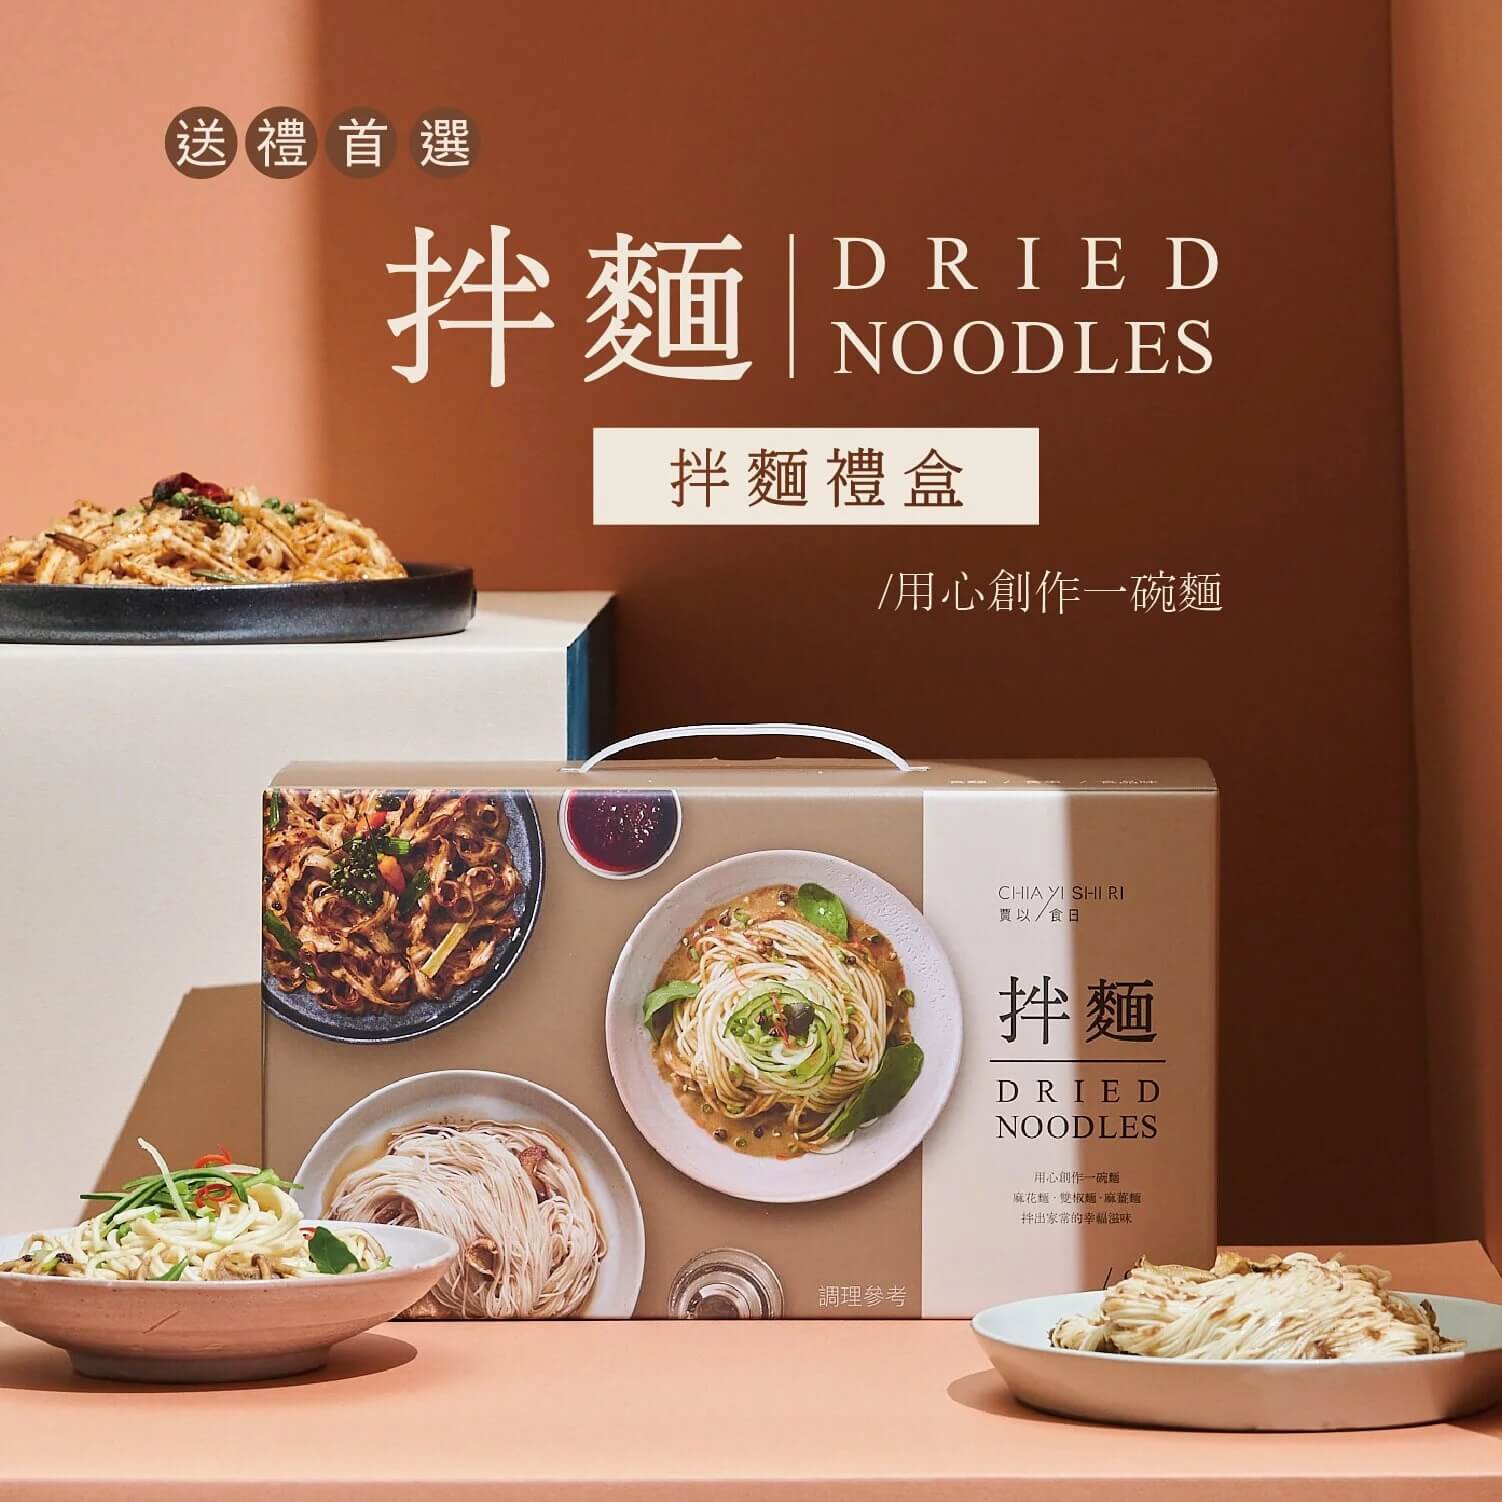 送禮首選
拌麵
DRIED
NOODLES
拌麵禮盒
/用心創作一碗麵
CHIA YI SHI RI
賈以/食日
拌麵
DRIED
NOODLES
用心創作一碗麵
麻花麵·雙椒麵·麻薑麵
拌出家常的幸福滋味
調理參考